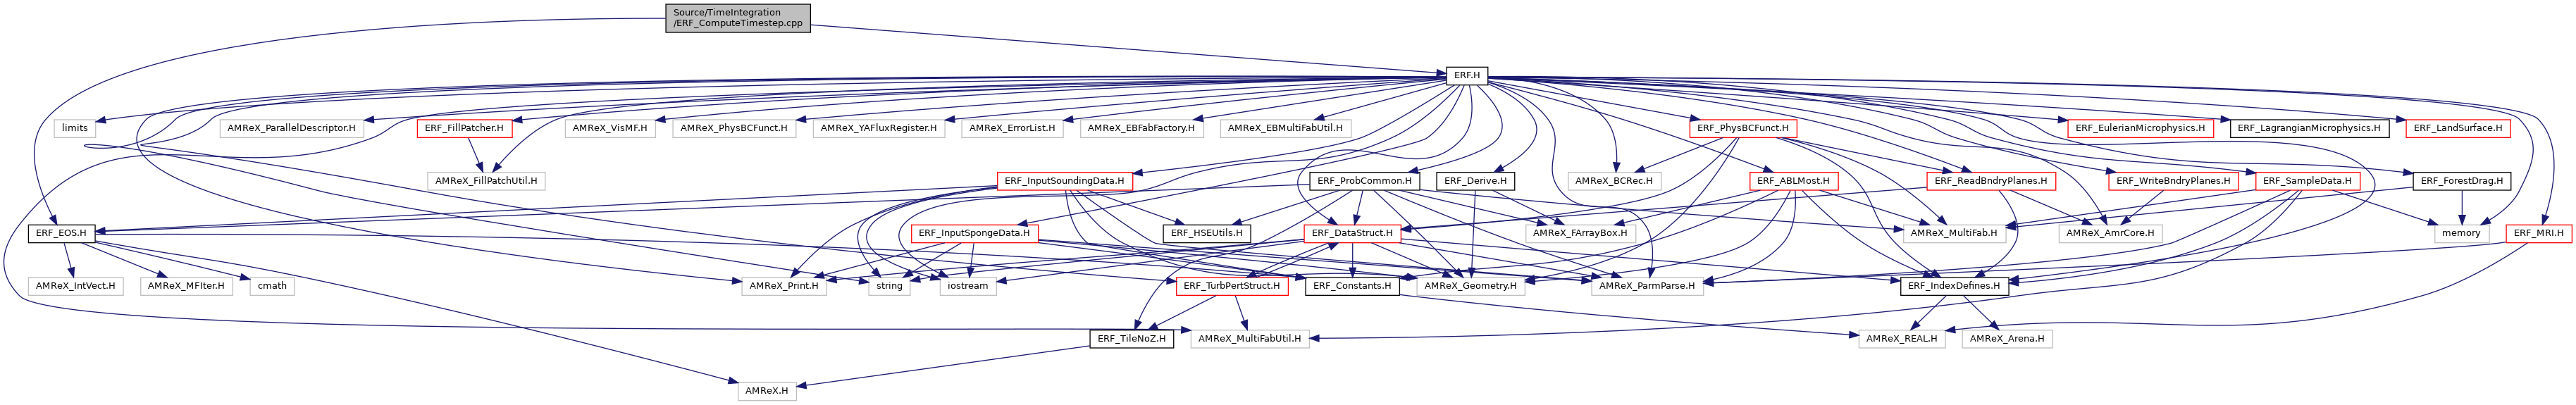 Source/TimeIntegration
/ERF_ComputeTimestep.cpp
ERF.H
limits
AMReX_ParallelDescriptor.H
ERF_FillPatcher.H
AMReX_VisMF.H
AMReX_PhysBCFunct.H
AMReX_YAFluxRegister.H
AMReX_ErrorList.H
AMReX_EBFabFactory.H
AMReX_EBMultiFabUtil.H
ERF_PhysBCFunct.H
ERF_EulerianMicrophysics.H
ERF_LagrangianMicrophysics.H
ERF_LandSurface.H
AMReX_FillPatchUtil.H
ERF_InputSoundingData.H
ERF_ProbCommon.H
ERF_Derive.H
AMReX_BCRec.H
ERF_ABLMost.H
ERF_ReadBndryPlanes.H
ERF_WriteBndryPlanes.H
ERF_SampleData.H
ERF_ForestDrag.H
ERF_EOS.H
ERF_InputSpongeData.H
ERF_HSEUtils.H
ERF_DataStruct.H
AMReX_FArrayBox.H
AMReX_MultiFab.H
AMReX_AmrCore.H
memory
ERF_MRI.H
AMReX_IntVect.H
AMReX_MFIter.H
cmath
AMReX_Print.H
string
iostream
ERF_TurbPertStruct.H
ERF_Constants.H
AMReX_Geometry.H
AMReX_ParmParse.H
ERF_IndexDefines.H
ERF_TileNoZ.H
AMReX_MultiFabUtil.H
AMReX_REAL.H
AMReX_Arena.H
AMReX.H